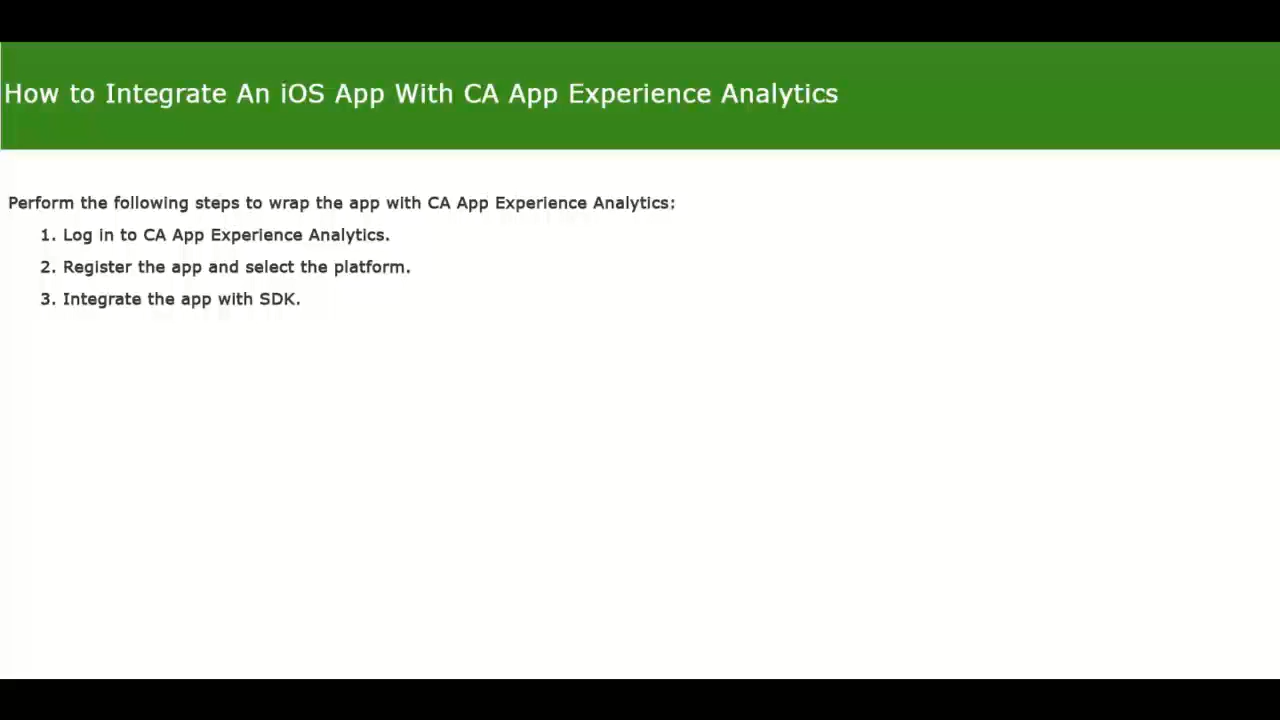 How to Integrate An iOS App With CA App Experience Analytics
Perform the following steps to wrap the app with CA App Experience Analytics:
1. Log in to CA App Experience Analytics.
2. Register the app and select the platform.
3. Integrate the app with SDK.